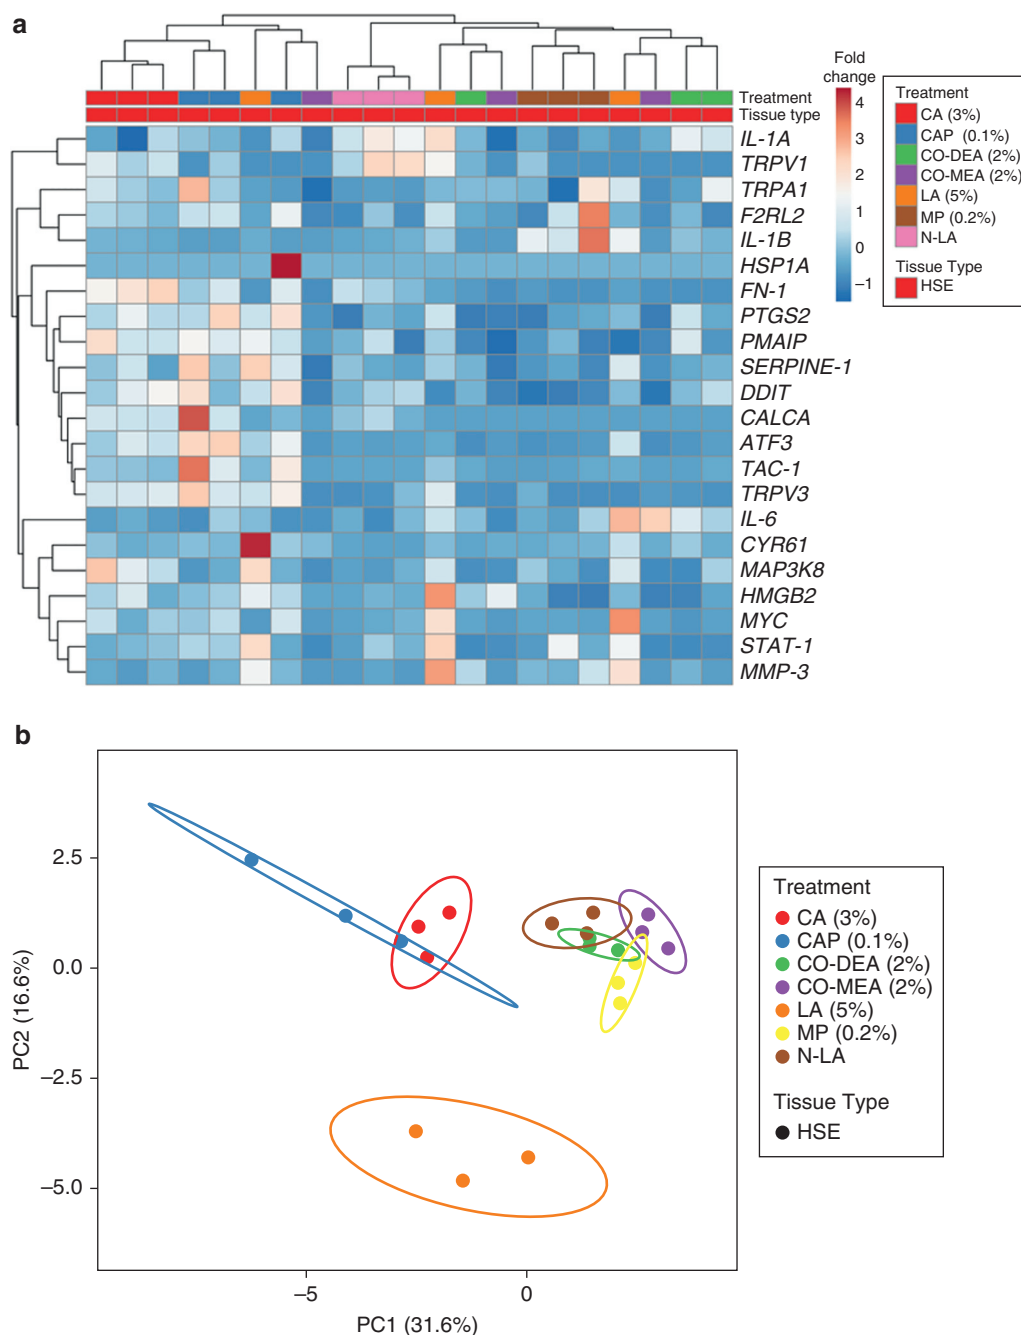 a
Fold
change
4
3
2
1
0
–1
Treatment
Tissue type
Treatment
CA (3%)
CAP (0.1%)
CO-DEA (2%)
CO-MEA (2%)
LA (5%)
MP (0.2%)
N-LA
Tissue Type
HSE
IL-1A
TRPV1
TRPA1
F2RL2
IL-1B
HSP1A
FN-1
PTGS2
PMAIP
SERPINE-1
DDIT
CALCA
ATF3
TAC-1
TRPV3
IL-6
CYR61
MAP3K8
HMGB2
MYC
STAT-1
MMP-3
b
2.5
0.0
–2.5
–5.0
PC2 (16.6%)
–5
0
PC1 (31.6%)
Treatment
CA (3%)
CAP (0.1%)
CO-DEA (2%)
CO-MEA (2%)
LA (5%)
MP (0.2%)
N-LA
Tissue Type
HSE